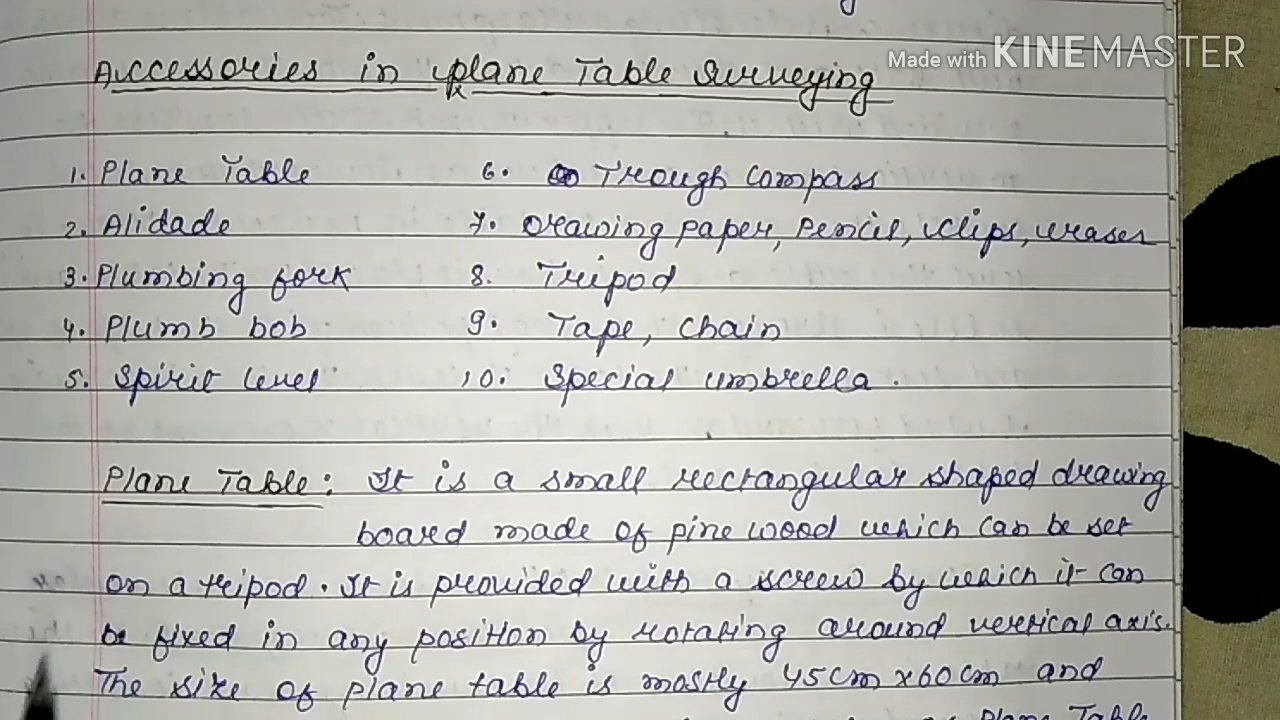 Made with KINEMASTER
Accessories in plane Table Surveying
1. Plane Table
2. Alidade
3. Plumbing fork
4. Plumb bob
5. Spirit level
6. Trough compass
7. Drawing paper, Pencil, clips, eraser
8. Tripod
9. Tape, chain
10. Special umbrella.
Plane Table: It is a small rectangular shaped drawing
board made of pine wood which can be set
on a tripod. It is provided with a screw by which it can
be fixed in any position by rotating around vertical axis.
The size of plane table is mostly 45cm x60cm and
Plane Table